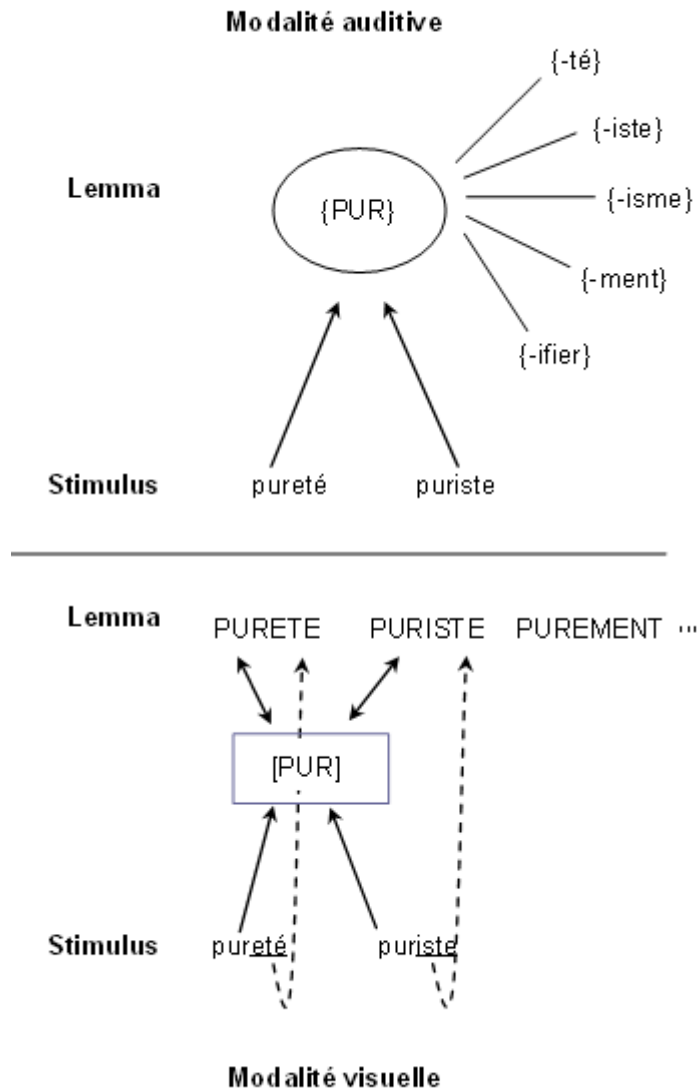 Modalité auditive
{-té}
{-iste}
Lemma
{PUR}
{-isme}
{-ment}
{-ifier}
Stimulus
pureté
puriste
Lemma
PURETE PURISTE PUREMENT ...
[PUR]
Stimulus
pureté
puriste
Modalité visuelle